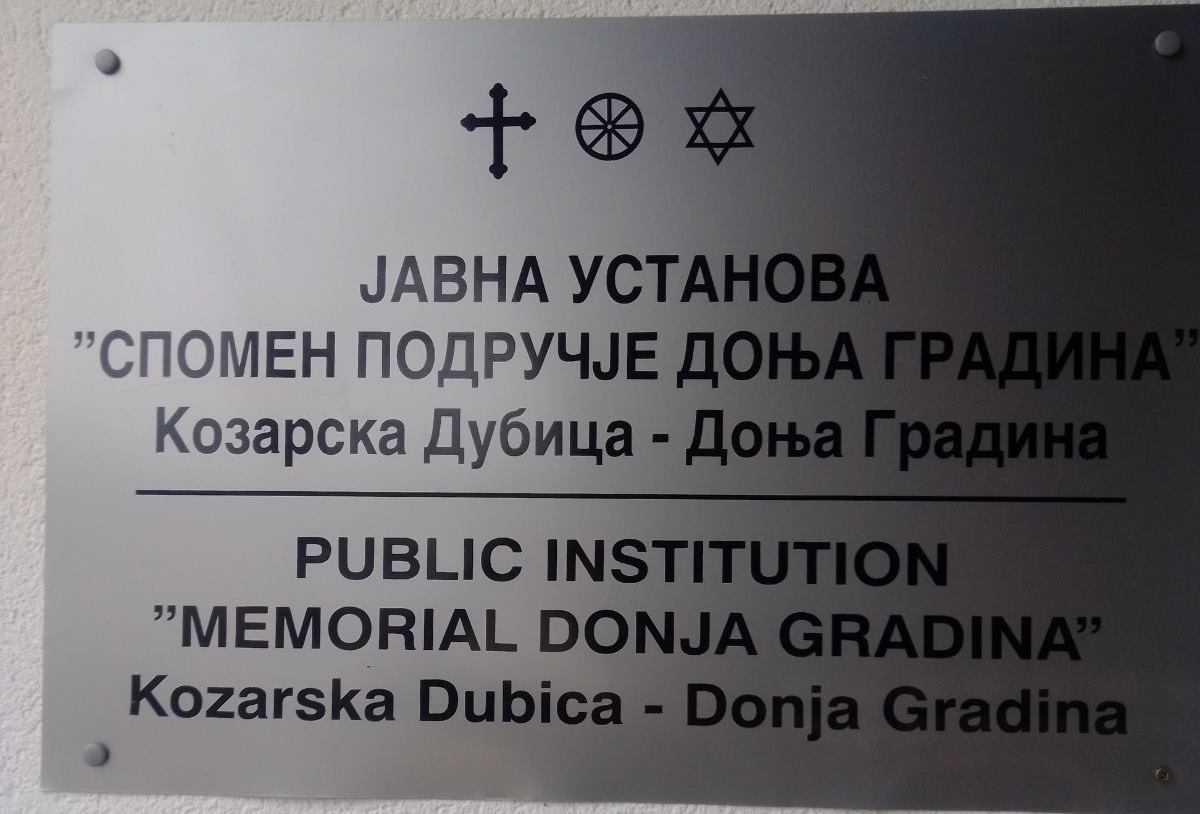 ЈАВНА УСТАНОВА
”СПОМЕН ПОДРУЧЈЕ ДОЊА ГРАДИНА”
Козарска Дубица - Доња Градина
PUBLIC INSTITUTION
”MEMORIAL DONJA GRADINA”
Kozarska Dubica - Donja Gradina